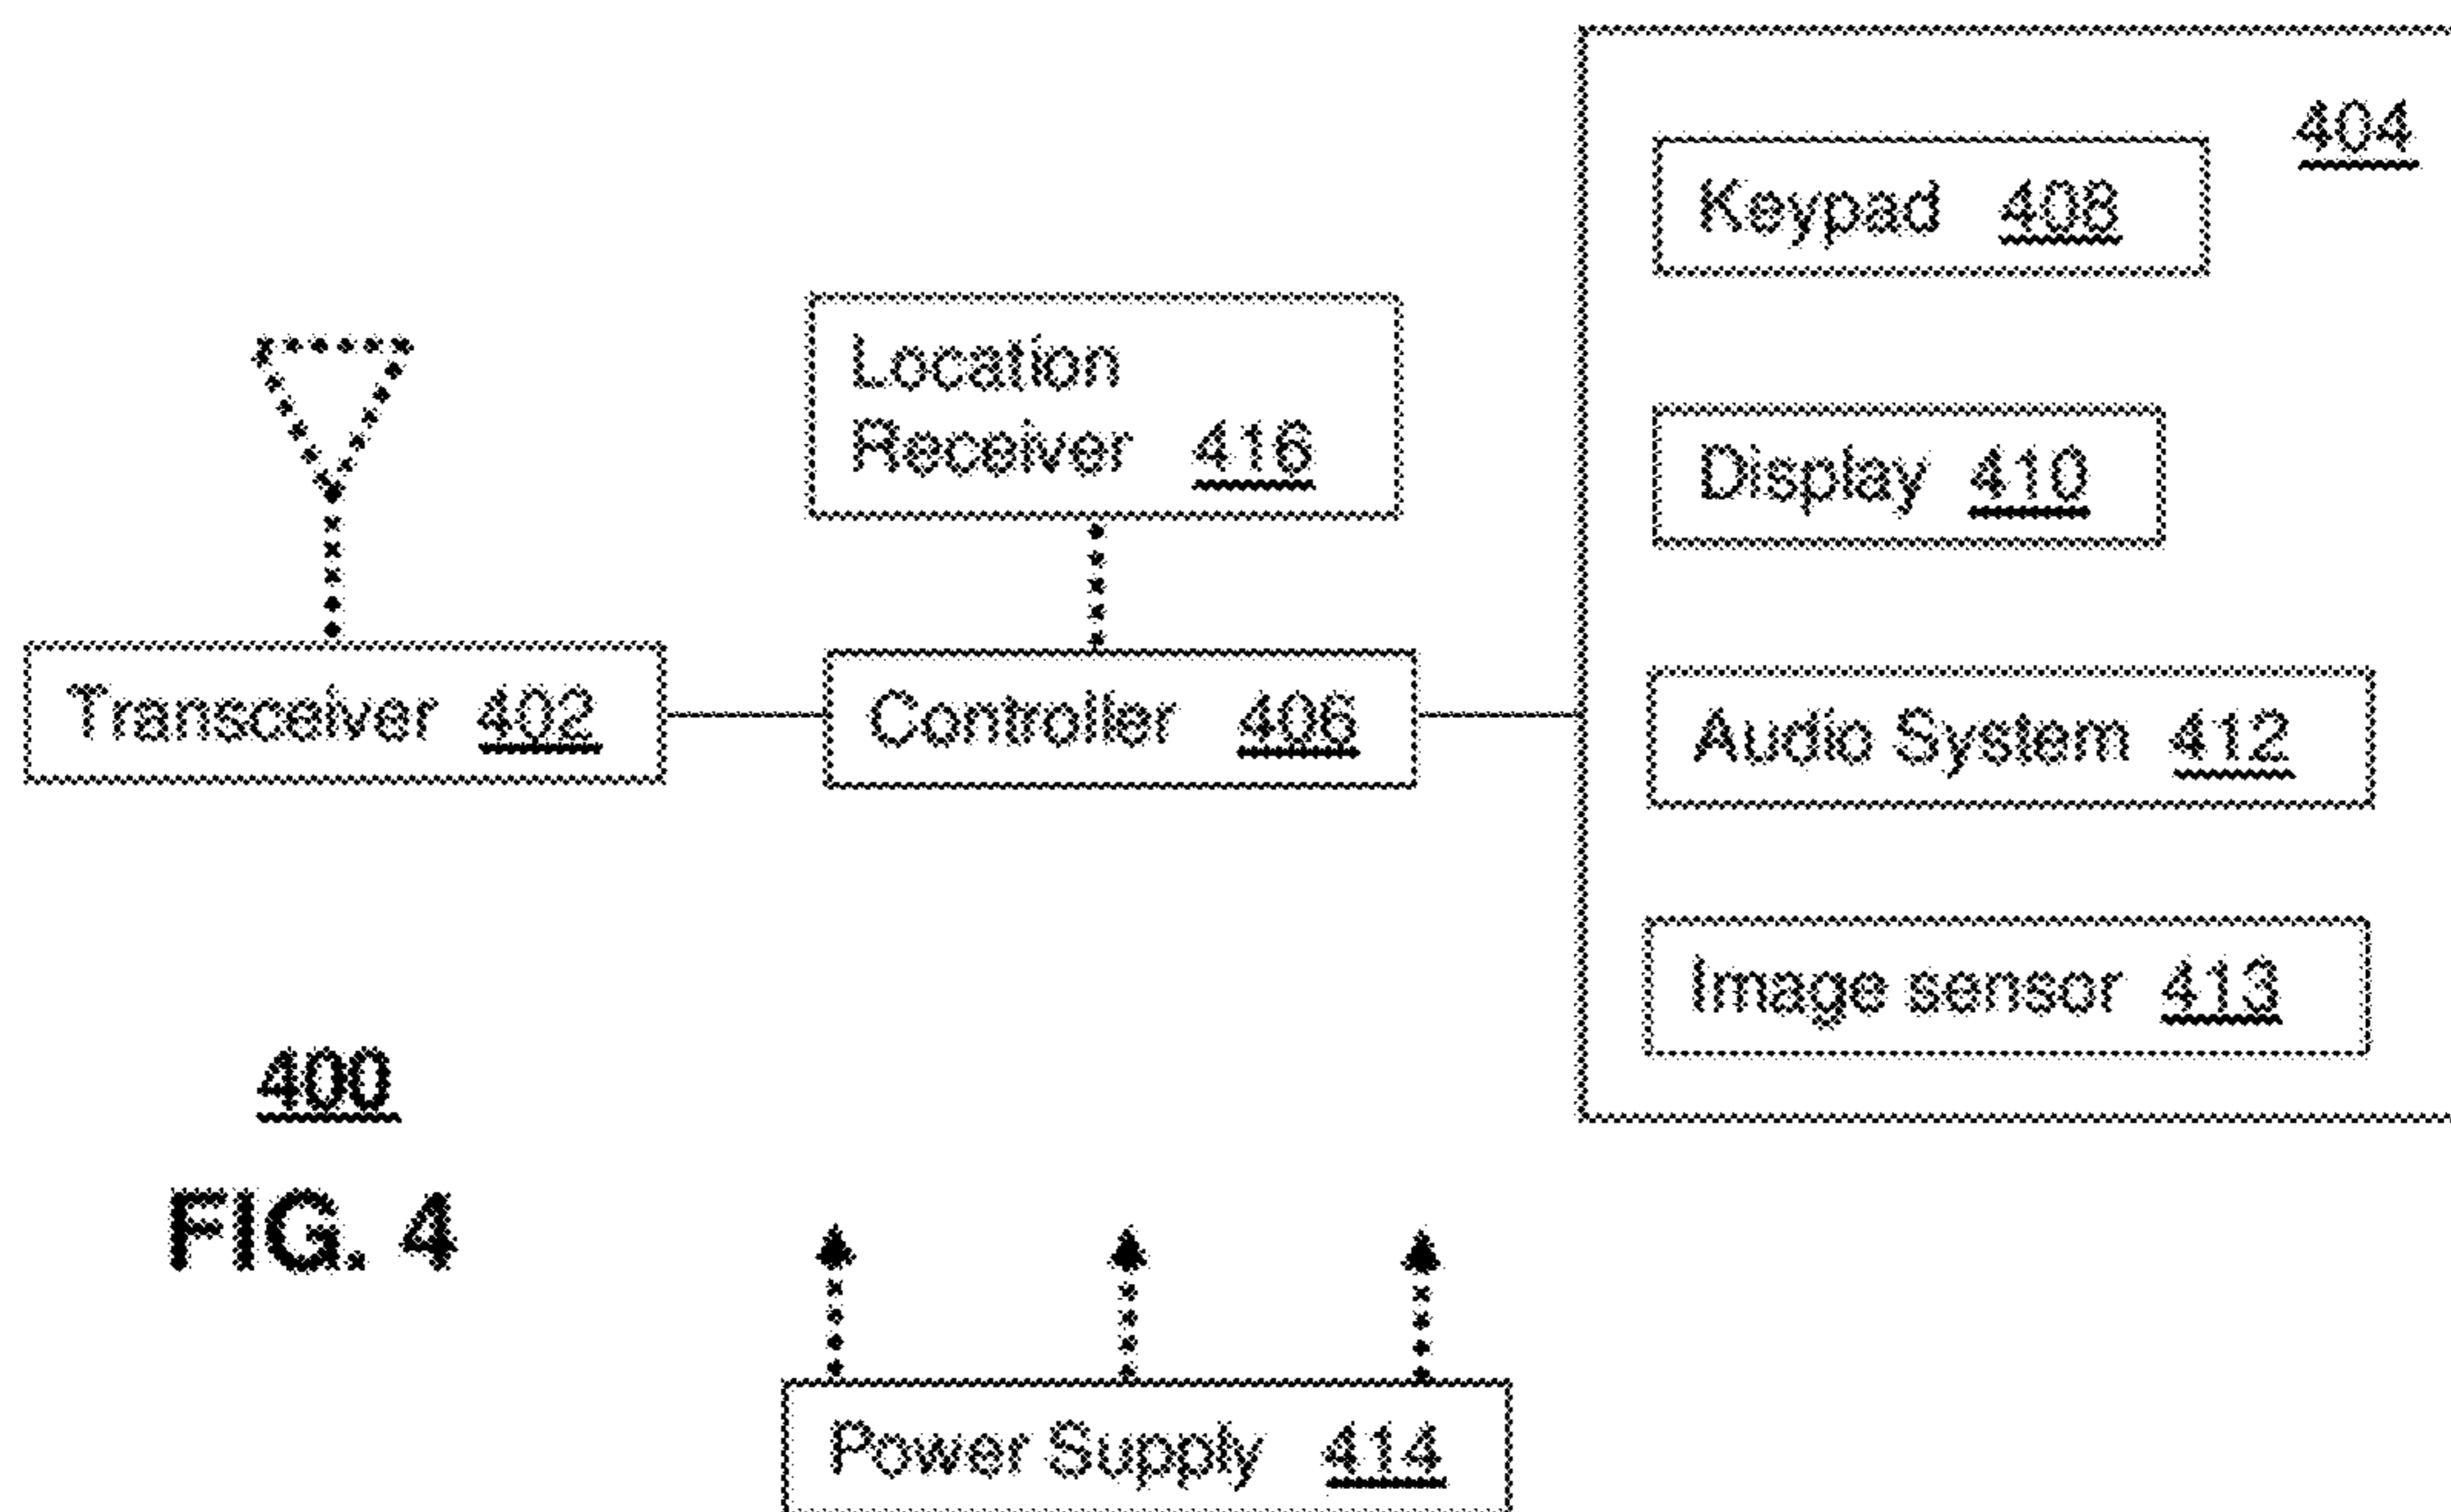 404
Keypad 408
Location
Receiver 416
Display 410
Transceiver 402
Controller 406
Audio System 412
Image sensor 413
400
FIG. 4
Power Supply 414